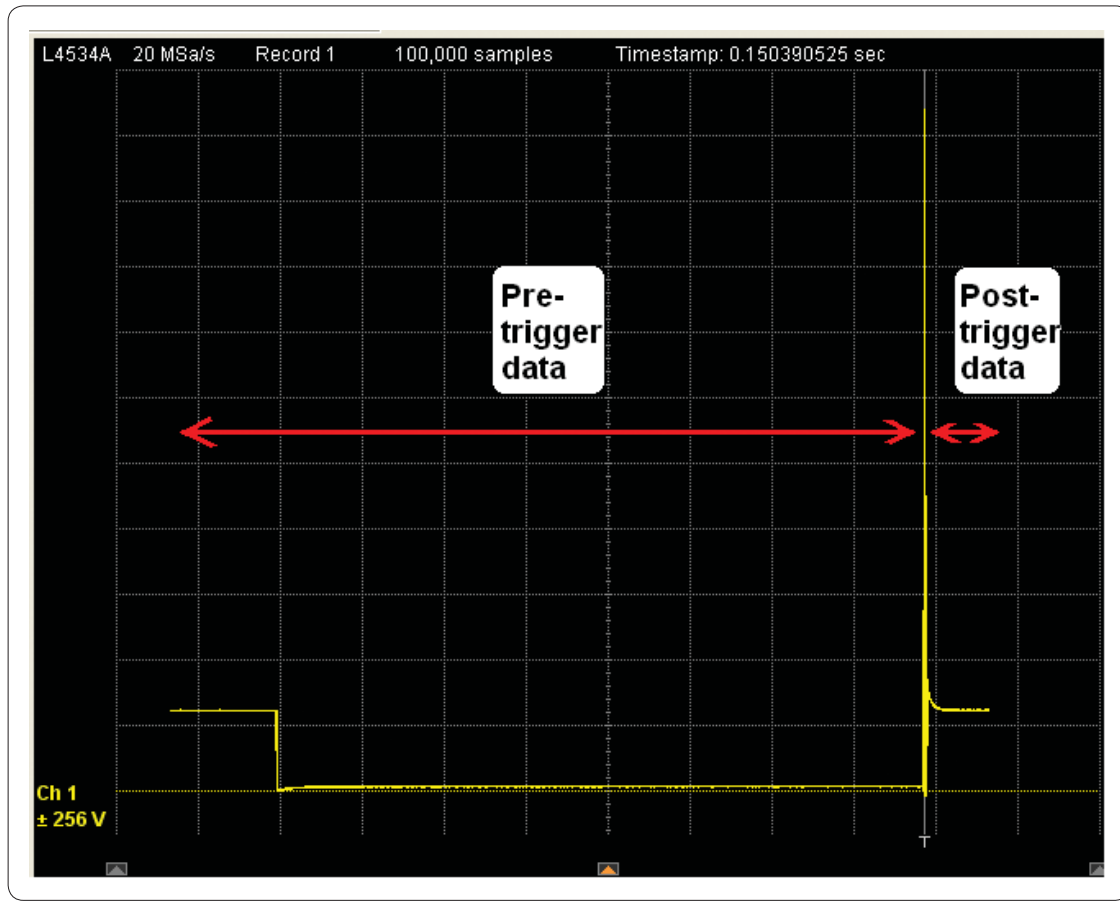 L4534A 20 MSa/s Record 1 100,000 samples Timestamp: 0.150390525 sec
Pre-
trigger
data
Post-
trigger
data
Ch 1
± 256 V
T